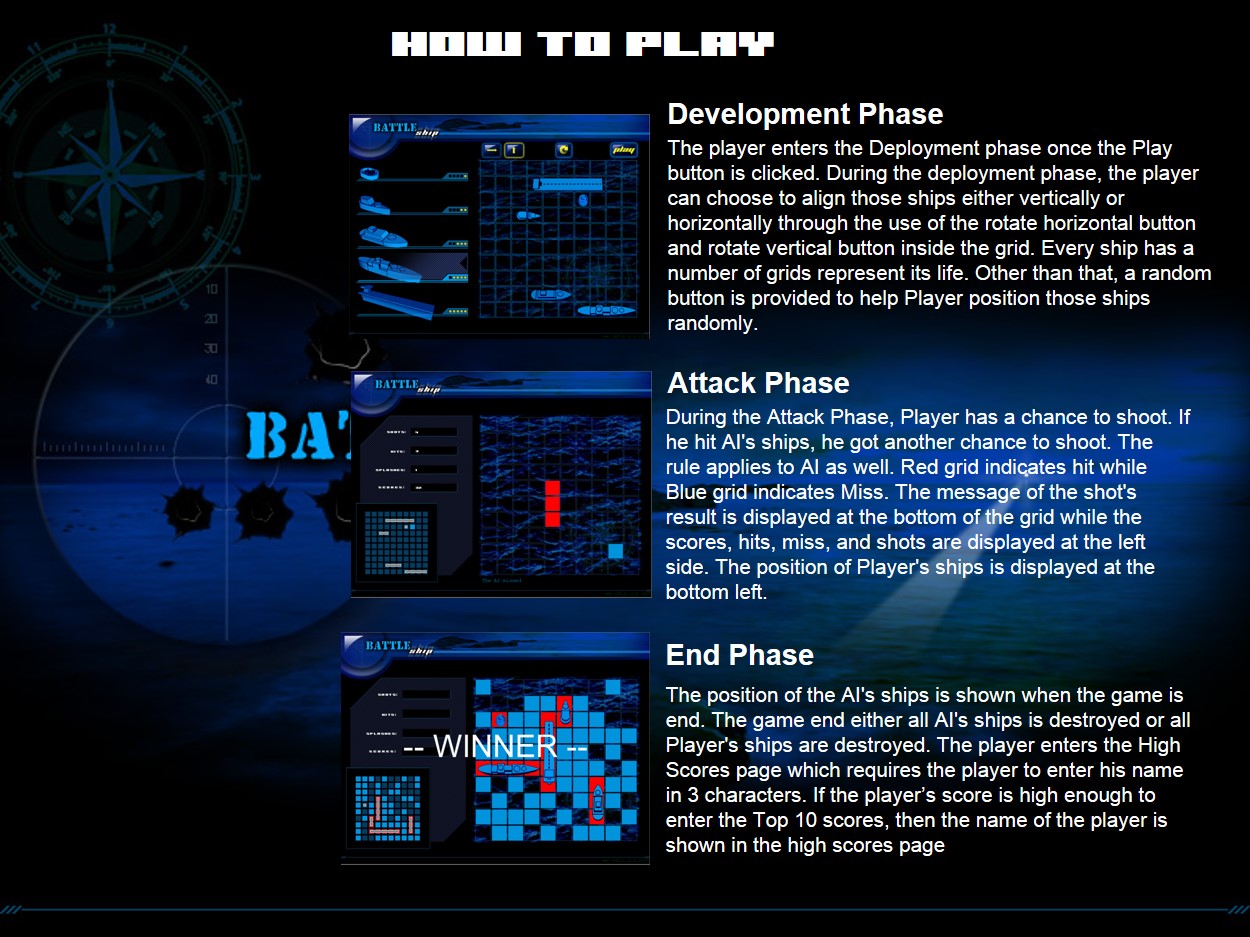 HOW TO PLAY
Development Phase
The player enters the Deployment phase once the Play
button is clicked. During the deployment phase, the player
can choose to align those ships either vertically or
horizontally through the use of the rotate horizontal button
and rotate vertical button inside the grid. Every ship has a
number of grids represent its life. Other than that, a random
button is provided to help Player position those ships
randomly.
BATTLE
ship
play
10
20
30
40
BAT
Attack Phase
During the Attack Phase, Player has a chance to shoot. If
he hit AI's ships, he got another chance to shoot. The
rule applies to AI as well. Red grid indicates hit while
Blue grid indicates Miss. The message of the shot's
result is displayed at the bottom of the grid while the
scores, hits, miss, and shots are displayed at the left
side. The position of Player's ships is displayed at the
bottom left.
BATTLE
ship
SHOTS:
HITS:
SPLASHES:
SCORES:
The AI missed
End Phase
The position of the AI's ships is shown when the game is
end. The game end either all AI's ships is destroyed or all
Player's ships are destroyed. The player enters the High
Scores page which requires the player to enter his name
in 3 characters. If the player’s score is high enough to
enter the Top 10 scores, then the name of the player is
shown in the high scores page
BATTLE
ship
SHOTS:
HITS:
SPLASHES:
SCORES:
-- WINNER --